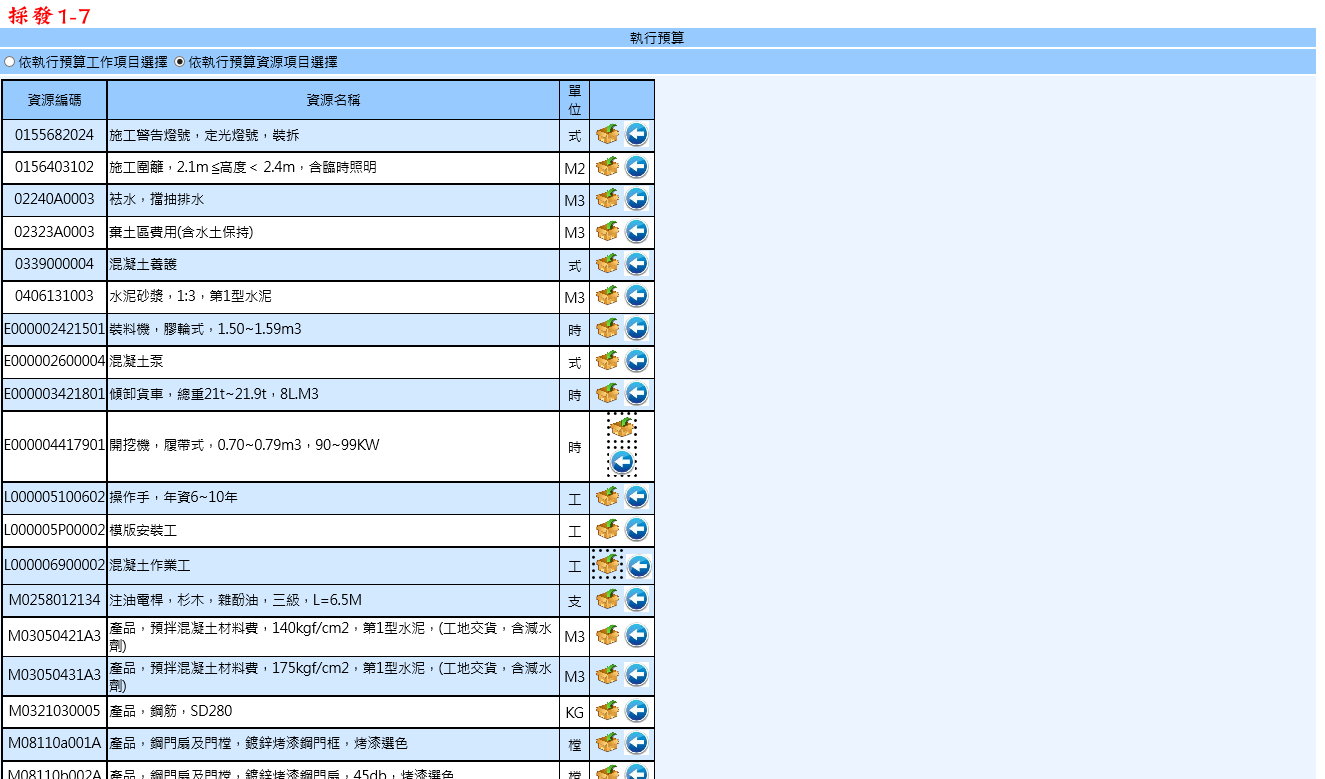 採發1-7
執行預算
依執行預算工作項目選擇 依執行預算資源項目選擇
資源編碼 資源名稱 單位
0155682024 施工警告燈號，定光燈號，裝拆 式
0156403102 施工圍籬，2.1m ≦高度＜ 2.4m，含臨時照明 M2
02240A0003 袪水，擋抽排水 M3
02323A0003 棄土區費用(含水土保持) M3
0339000004 混凝土養護 式
0406131003 水泥砂漿，1:3，第1型水泥 M3
E000002421501 裝料機，膠輪式，1.50~1.59m3 時
E000002600004 混凝土泵 式
E000003421801 傾卸貨車，總重21t~21.9t，8L.M3 時
E000004417901 開挖機，履帶式，0.70~0.79m3，90~99KW 時
L000005100602 操作手，年資6~10年 工
L000005P00002 模版安裝工 工
L000006900002 混凝土作業工 工
M0258012134 注油電桿，杉木，雜酚油，三級，L=6.5M 支
M03050421A3 產品，預拌混凝土材料費，140kgf/cm2，第1型水泥，(工地交貨，含減水
劑) M3
M03050431A3 產品，預拌混凝土材料費，175kgf/cm2，第1型水泥，(工地交貨，含減水
劑) M3
M0321030005 產品，鋼筋，SD280 KG
M08110a001A 產品，鋼門扇及門樘，鍍鋅烤漆鋼門框，烤漆選色 樘
M08110b002A 產品，鋼門扇及門樘，鍍鋅烤漆鋼門扇，45db，烤漆選色 樘